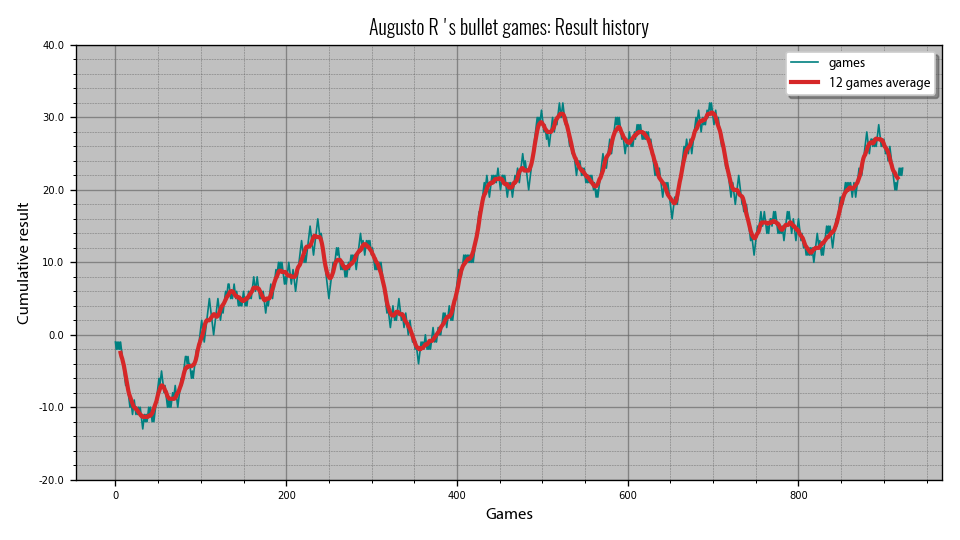 Augusto R 's bullet games: Result history
games
12 games average
Cumulative result
40.0
30.0
20.0
10.0
0.0
-10.0
-20.0
0 200 400 600 800
Games